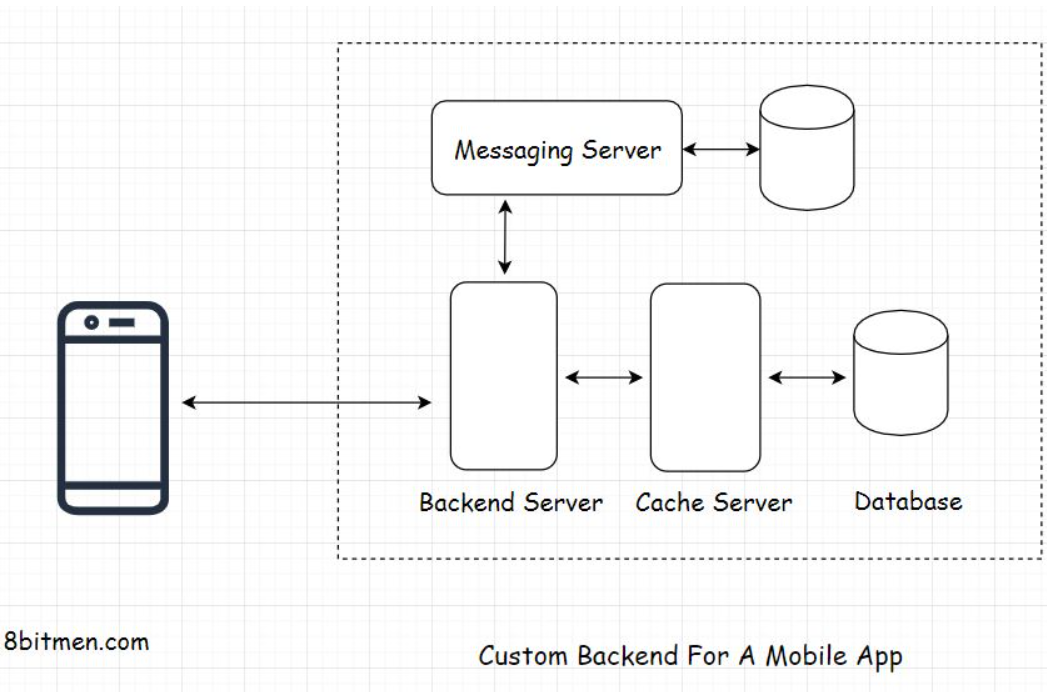 Messaging Server
Backend Server
Cache Server
Database
8bitmen.com
Custom Backend For A Mobile App